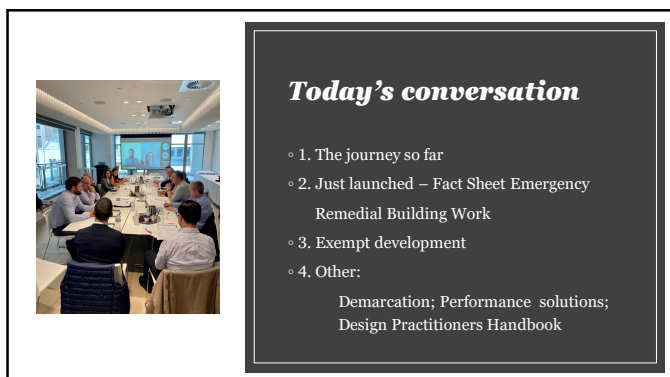 Today's conversation
◦ 1. The journey so far
◦ 2. Just launched – Fact Sheet Emergency
Remedial Building Work
◦ 3. Exempt development
◦ 4. Other:
Demarcation; Performance solutions;
Design Practitioners Handbook